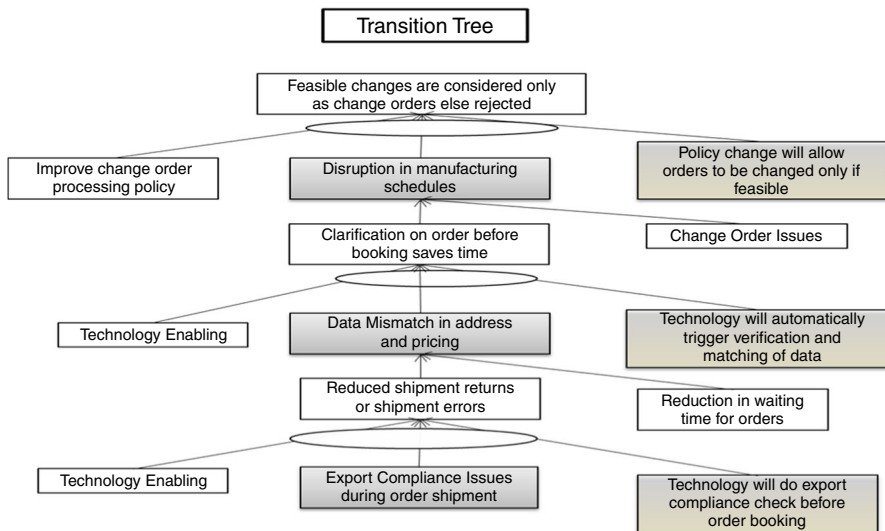 Transition Tree
Feasible changes are considered only
as change orders else rejected
Improve change order
processing policy
Disruption in manufacturing
schedules
Policy change will allow
orders to be changed only if
feasible
Clarification on order before
booking saves time
Change Order Issues
Technology Enabling
Data Mismatch in address
and pricing
Technology will automatically
trigger verification and
matching of data
Reduced shipment returns
or shipment errors
Reduction in waiting
time for orders
Technology Enabling
Export Compliance Issues
during order shipment
Technology will do export
compliance check before
order booking